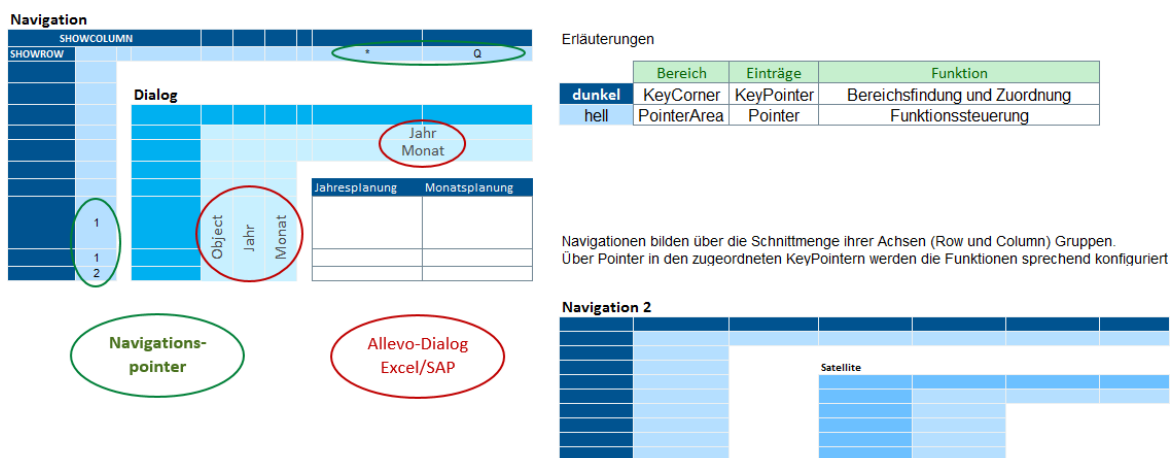 Navigation
SHOWCOLUMN
SHOWROW
*
Q
Dialog
Jahr
Monat
Jahresplanung
Monatsplanung
1
1
2
Object
Jahr
Monat
Navigations-
pointer
Allevo-Dialog
Excel/SAP
Erläuterungen
Bereich
Einträge
Funktion
dunkel
KeyCorner
KeyPointer
Bereichsfindung und Zuordnung
hell
PointerArea
Pointer
Funktionssteuerung
Navigationen bilden über die Schnittmenge ihrer Achsen (Row und Column) Gruppen.
Über Pointer in den zugeordneten KeyPointern werden die Funktionen sprechend konfiguriert
Navigation 2
Satellite